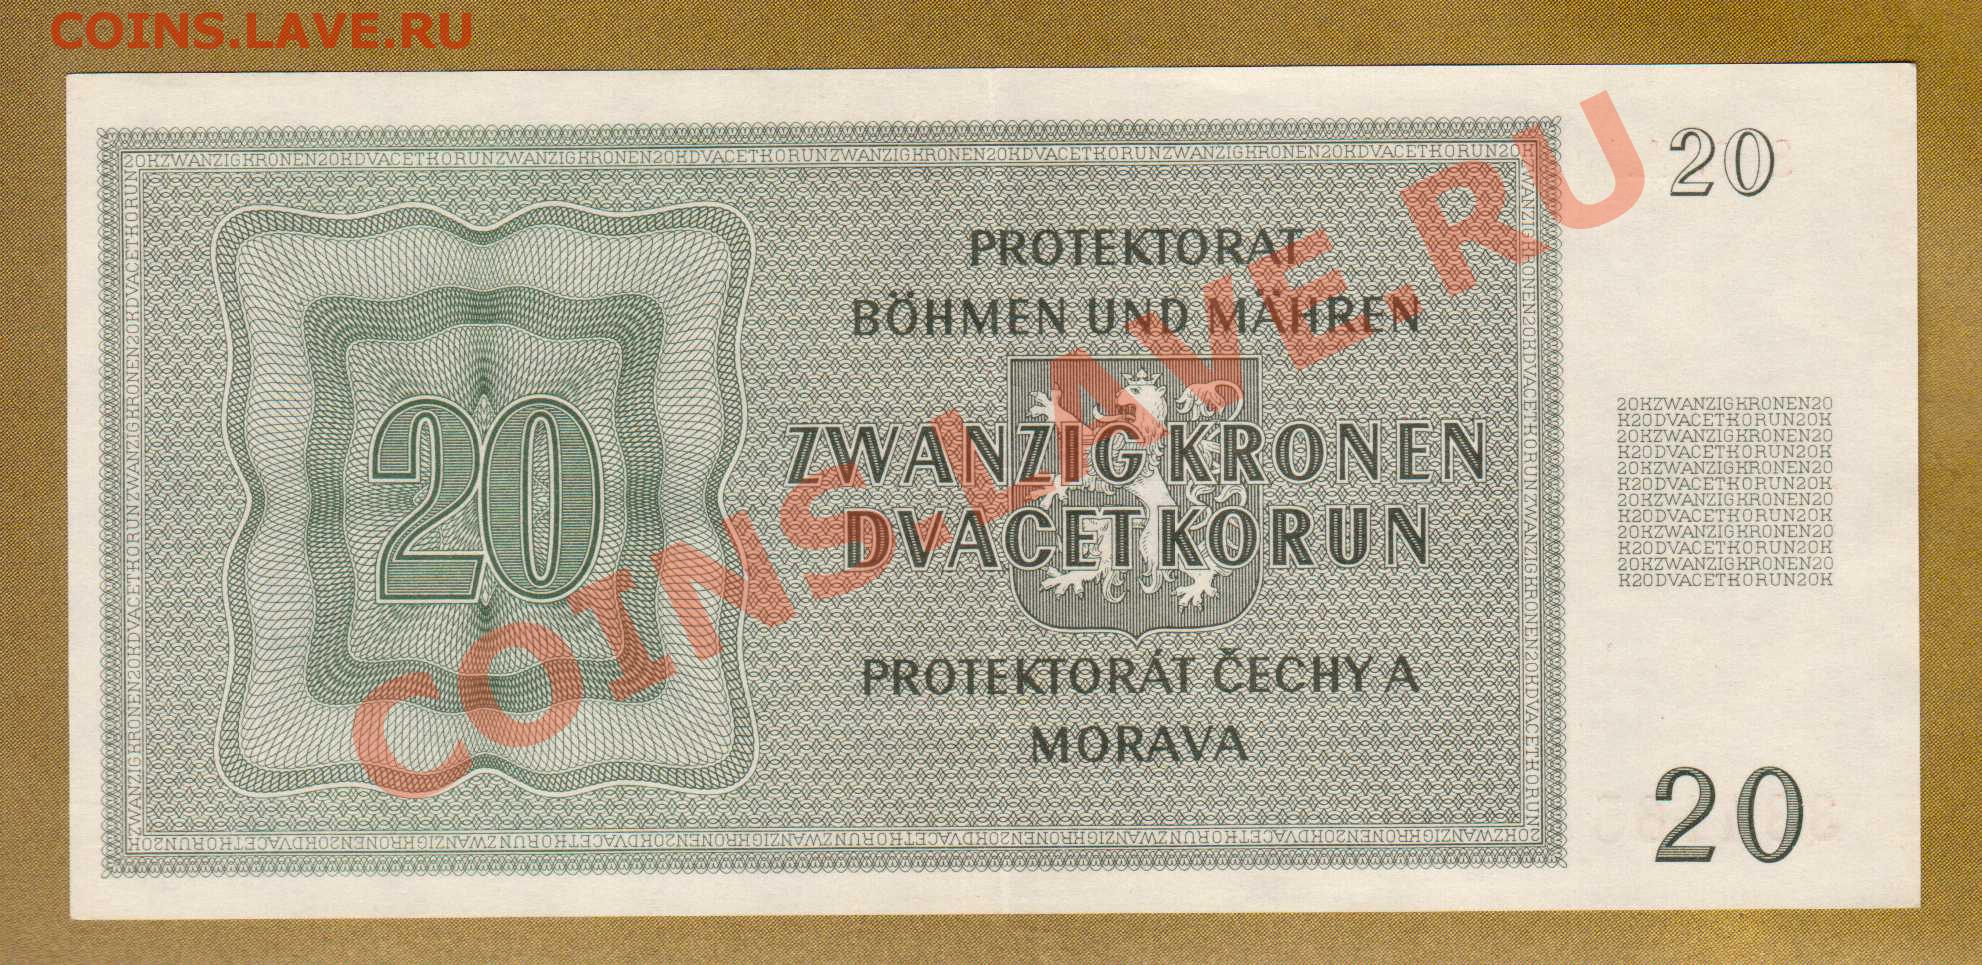 COINS.LAVE.RU
20KZWANZIGKRONEN20KDVACETKORUNZWANZIGKRONEN20KDVACETKORUNZWANZIGKRONEN20KDVACETKORUNZWANZIGKRONEN20KDVACETKORUN20K
20
PROTEKTORAT
BÖHMEN UND MÄHREN
20
ZWANZIG KRONEN
DVACET KORUN
PROTEKTORÁT ČECHY A
MORAVA
COINS.LAVE.RU
20KZWANZIGKRONEN20
K20DVACETKORUN20K
20KZWANZIGKRONEN20
K20DVACETKORUN20K
20KZWANZIGKRONEN20
K20DVACETKORUN20K
20KZWANZIGKRONEN20
K20DVACETKORUN20K
20KZWANZIGKRONEN20
K20DVACETKORUN20K
20KZWANZIGKRONEN20
K20DVACETKORUN20K
20